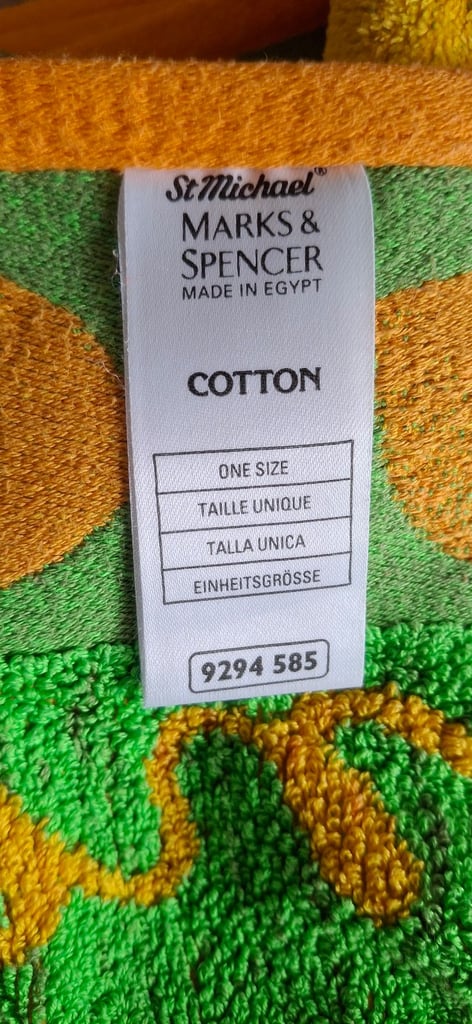 St Michael®
MARKS &
SPENCER
MADE IN EGYPT
COTTON
ONE SIZE
TAILLE UNIQUE
TALLA UNICA
EINHEITSGRÖSSE
9294 585